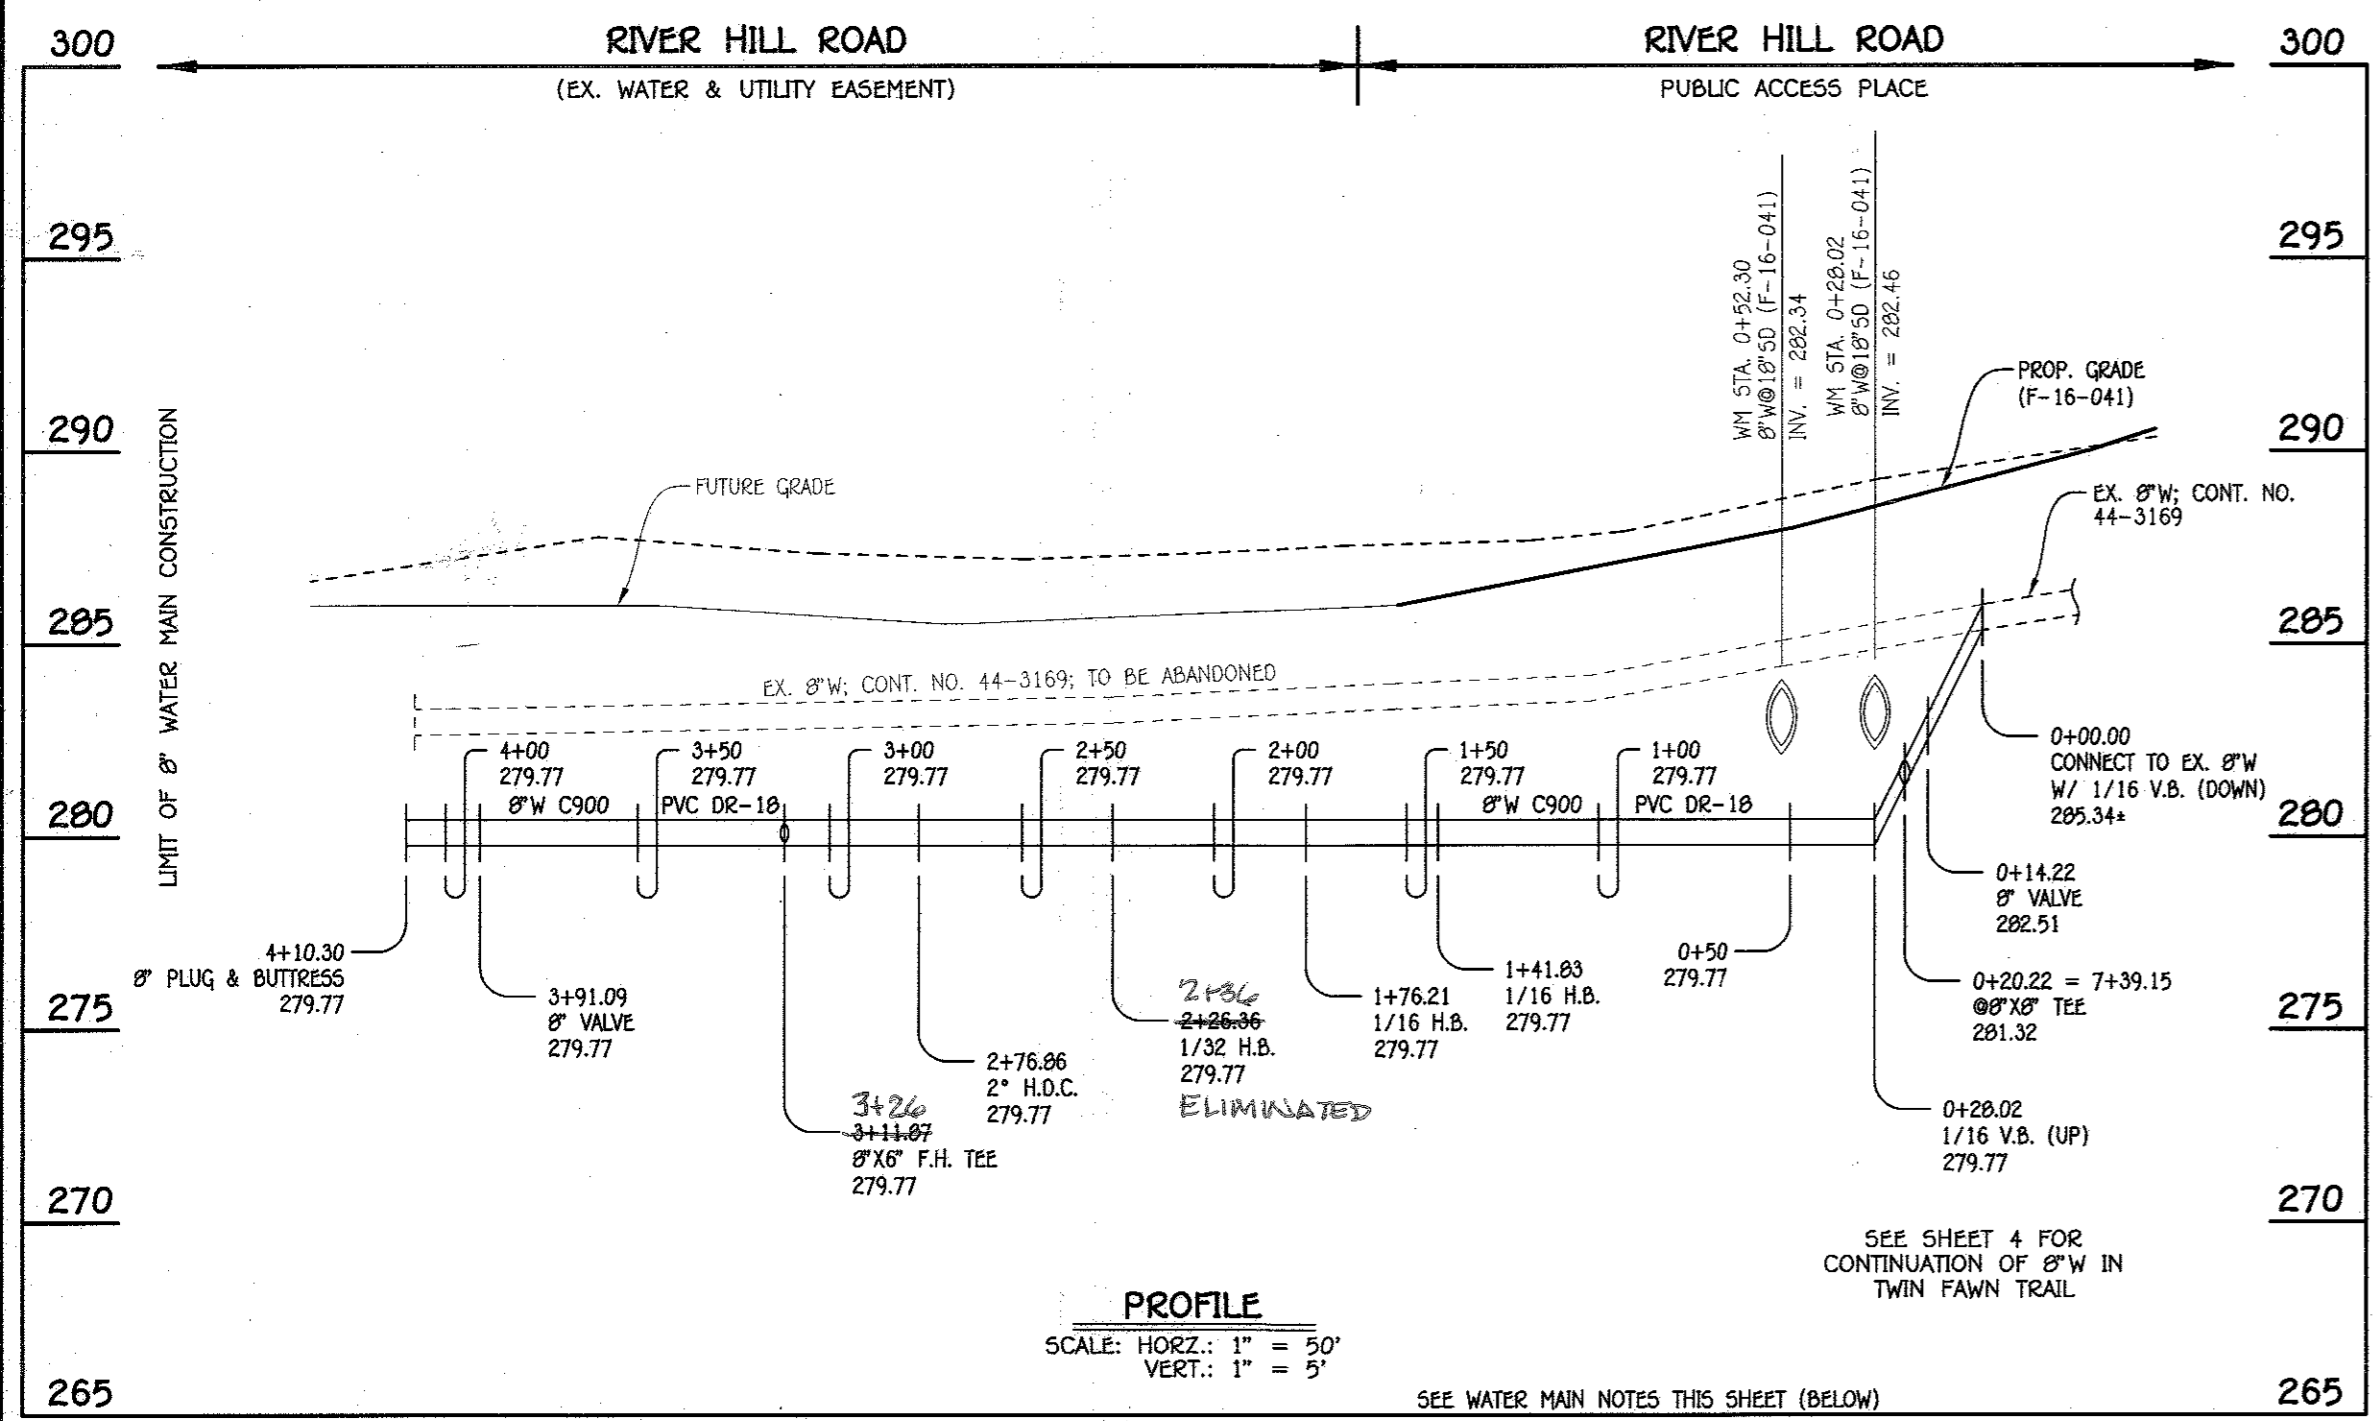 300
RIVER HILL ROAD
(EX. WATER & UTILITY EASEMENT)
RIVER HILL ROAD
PUBLIC ACCESS PLACE
300
295
295
290
290
285
285
280
280
275
275
270
270
265
265
LIMIT OF 8" WATER MAIN CONSTRUCTION
WM STA. 0+52.30
8"W@18"SD (F-16-041)
INV. = 282.34
WM STA. 0+28.02
8"W@18"SD (F-16-041)
INV. = 282.46
PROP. GRADE
(F-16-041)
FUTURE GRADE
EX. 8"W; CONT. NO.
44-3169
EX. 8"W; CONT. NO. 44-3169; TO BE ABANDONED
4+00
279.77
3+50
279.77
3+00
279.77
2+50
279.77
2+00
279.77
1+50
279.77
1+00
279.77
8"W C900 PVC DR-18
8"W C900 PVC DR-18
0+00.00
CONNECT TO EX. 8"W
W/ 1/16 V.B. (DOWN)
285.34±
0+14.22
8" VALVE
282.51
0+20.22 = 7+39.15
@8"X8" TEE
281.32
0+28.02
1/16 V.B. (UP)
279.77
4+10.30
8" PLUG & BUTTRESS
279.77
3+91.09
8" VALVE
279.77
3+26
3+11.87
8"X6" F.H. TEE
279.77
2+76.86
2° H.D.C.
279.77
2+36
2+26.36
1/32 H.B.
279.77
ELIMINATED
1+76.21
1/16 H.B.
279.77
1+41.83
1/16 H.B.
279.77
0+50
279.77
SEE SHEET 4 FOR
CONTINUATION OF 8"W IN
TWIN FAWN TRAIL
PROFILE
SCALE: HORZ.: 1" = 50'
VERT.: 1" = 5'
SEE WATER MAIN NOTES THIS SHEET (BELOW)